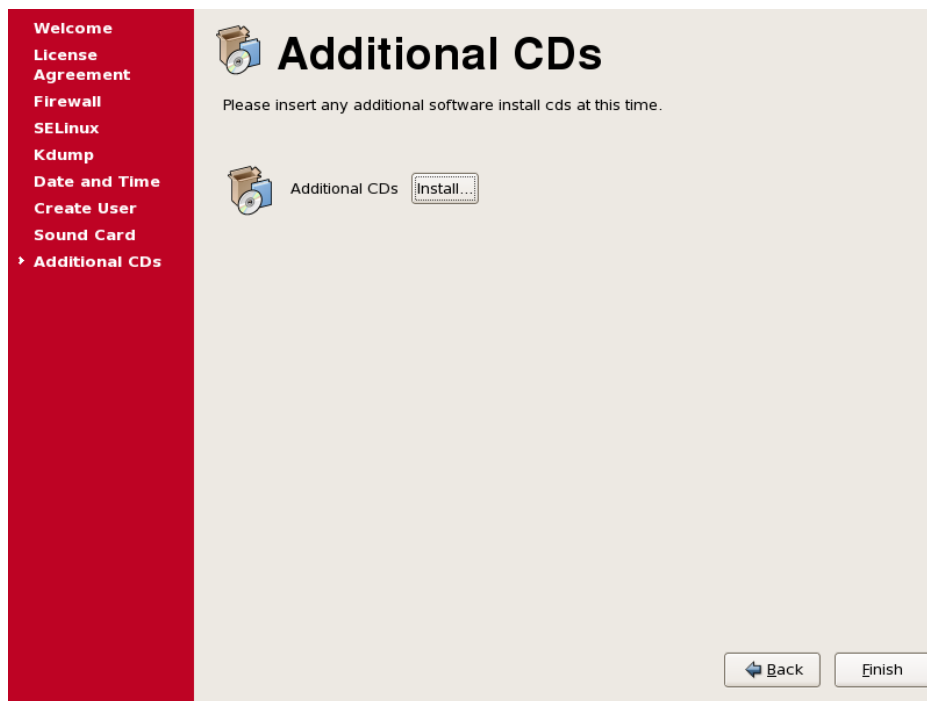 Welcome
License
Agreement
Firewall
SELinux
Kdump
Date and Time
Create User
Sound Card
Additional CDs
Additional CDs
Please insert any additional software install cds at this time.
Additional CDs Install...
Back Finish